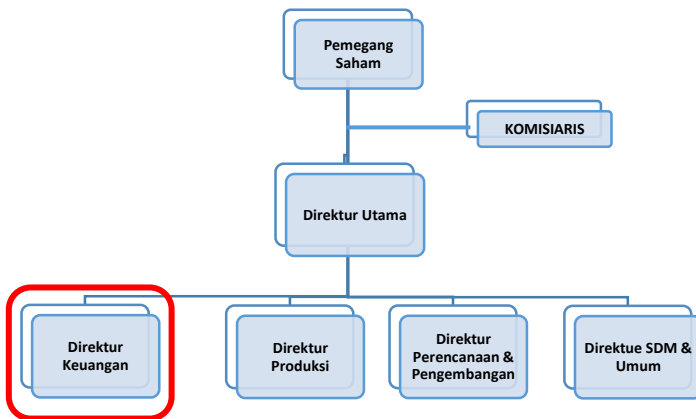 Pemegang
Saham
KOMISIARIS
Direktur Utama
Direktur
Keuangan
Direktur
Produksi
Direktur
Perencanaan &
Pengembangan
Direktue SDM &
Umum